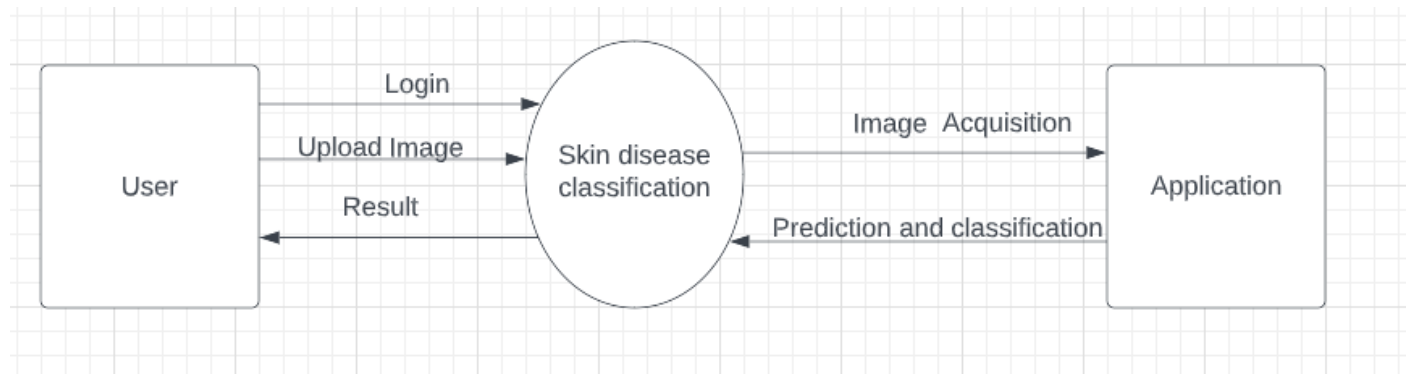 User
Login
Upload Image
Result
Skin disease
classification
Image Acquisition
Prediction and classification
Application